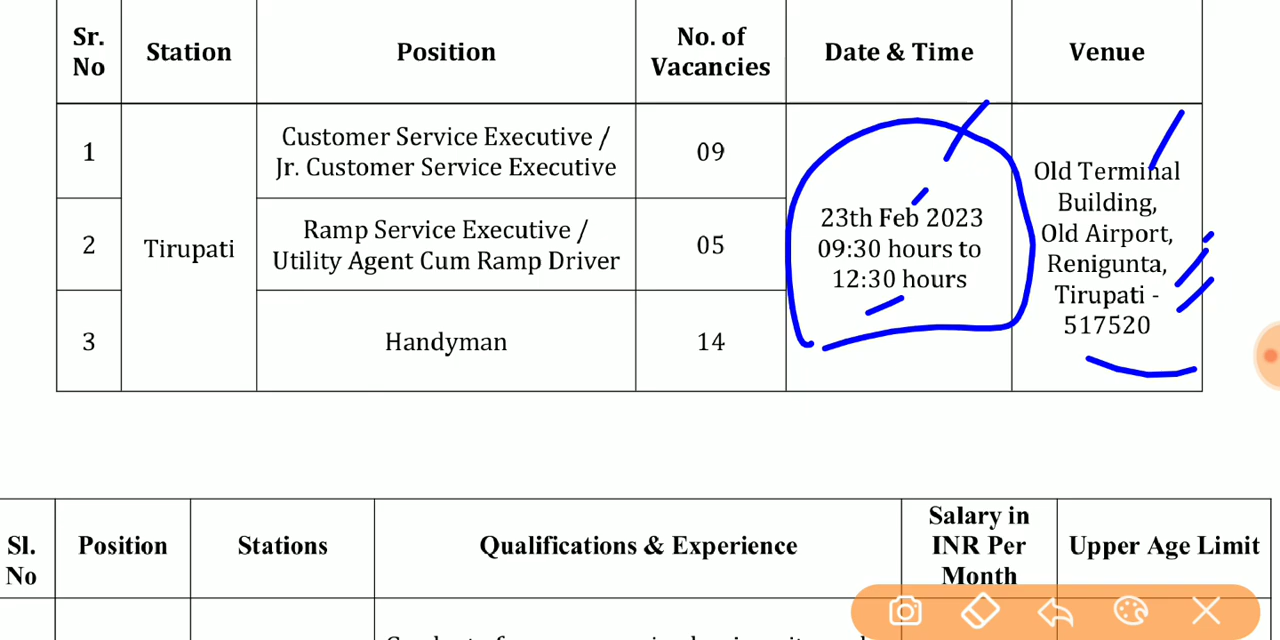 Sr. No
Station
Position
No. of Vacancies
Date & Time
Venue
1
Tirupati
Customer Service Executive /
Jr. Customer Service Executive
09
23th Feb 2023
09:30 hours to
12:30 hours
Old Terminal
Building,
Old Airport,
Renigunta,
Tirupati -
517520
2
Ramp Service Executive /
Utility Agent Cum Ramp Driver
05
3
Handyman
14
Sl. No
Position
Stations
Qualifications & Experience
Salary in
INR Per
Month
Upper Age Limit